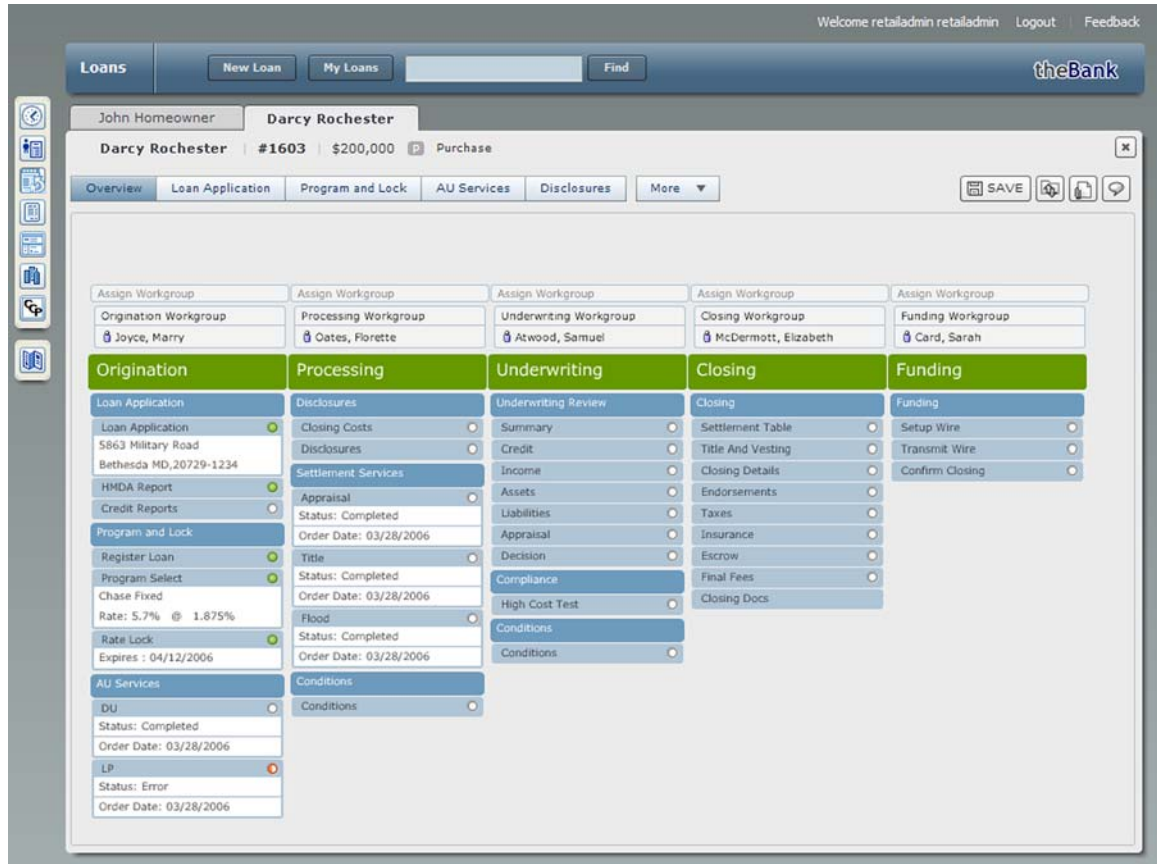 Welcome retailadmin retailadmin Logout Feedback
Loans New Loan My Loans Find theBank
John Homeowner Darcy Rochester
Darcy Rochester #1603 $200,000 P Purchase
Overview Loan Application Program and Lock AU Services Disclosures More SAVE
Assign Workgroup Assign Workgroup Assign Workgroup Assign Workgroup Assign Workgroup
Origination Workgroup Processing Workgroup Underwriting Workgroup Closing Workgroup Funding Workgroup
Joyce, Marry Oates, Florette Atwood, Samuel McDermott, Elizabeth Card, Sarah
Origination
Loan Application
Loan Application
5863 Military Road
Bethesda MD,20729-1234
HMDA Report
Credit Reports
Program and Lock
Register Loan
Program Select
Chase Fixed
Rate: 5.7% @ 1.875%
Rate Lock
Expires : 04/12/2006
AU Services
DU
Status: Completed
Order Date: 03/28/2006
LP
Status: Error
Order Date: 03/28/2006
Processing
Disclosures
Closing Costs
Disclosures
Settlement Services
Appraisal
Status: Completed
Order Date: 03/28/2006
Title
Status: Completed
Order Date: 03/28/2006
Flood
Status: Completed
Order Date: 03/28/2006
Conditions
Conditions
Underwriting
Underwriting Review
Summary
Credit
Income
Assets
Liabilities
Appraisal
Decision
Compliance
High Cost Test
Conditions
Conditions
Closing
Closing
Settlement Table
Title And Vesting
Closing Details
Endorsements
Taxes
Insurance
Escrow
Final Fees
Closing Docs
Funding
Funding
Setup Wire
Transmit Wire
Confirm Closing